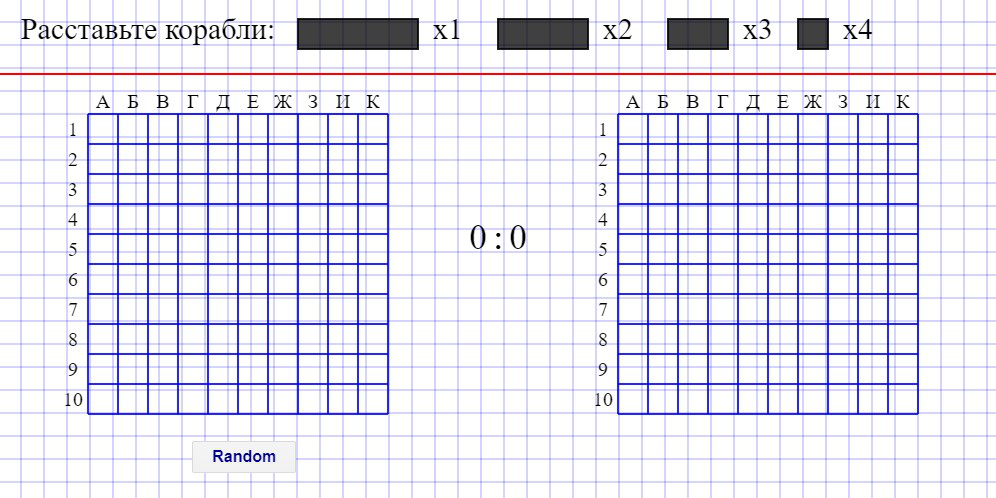 Расставьте корабли: x1 x2 x3 x4
А Б В Г Д Е Ж З И К А Б В Г Д Е Ж З И К
1 1
2 2
3 3
4 4
0 : 0
5 5
6 6
7 7
8 8
9 9
10 10
Random